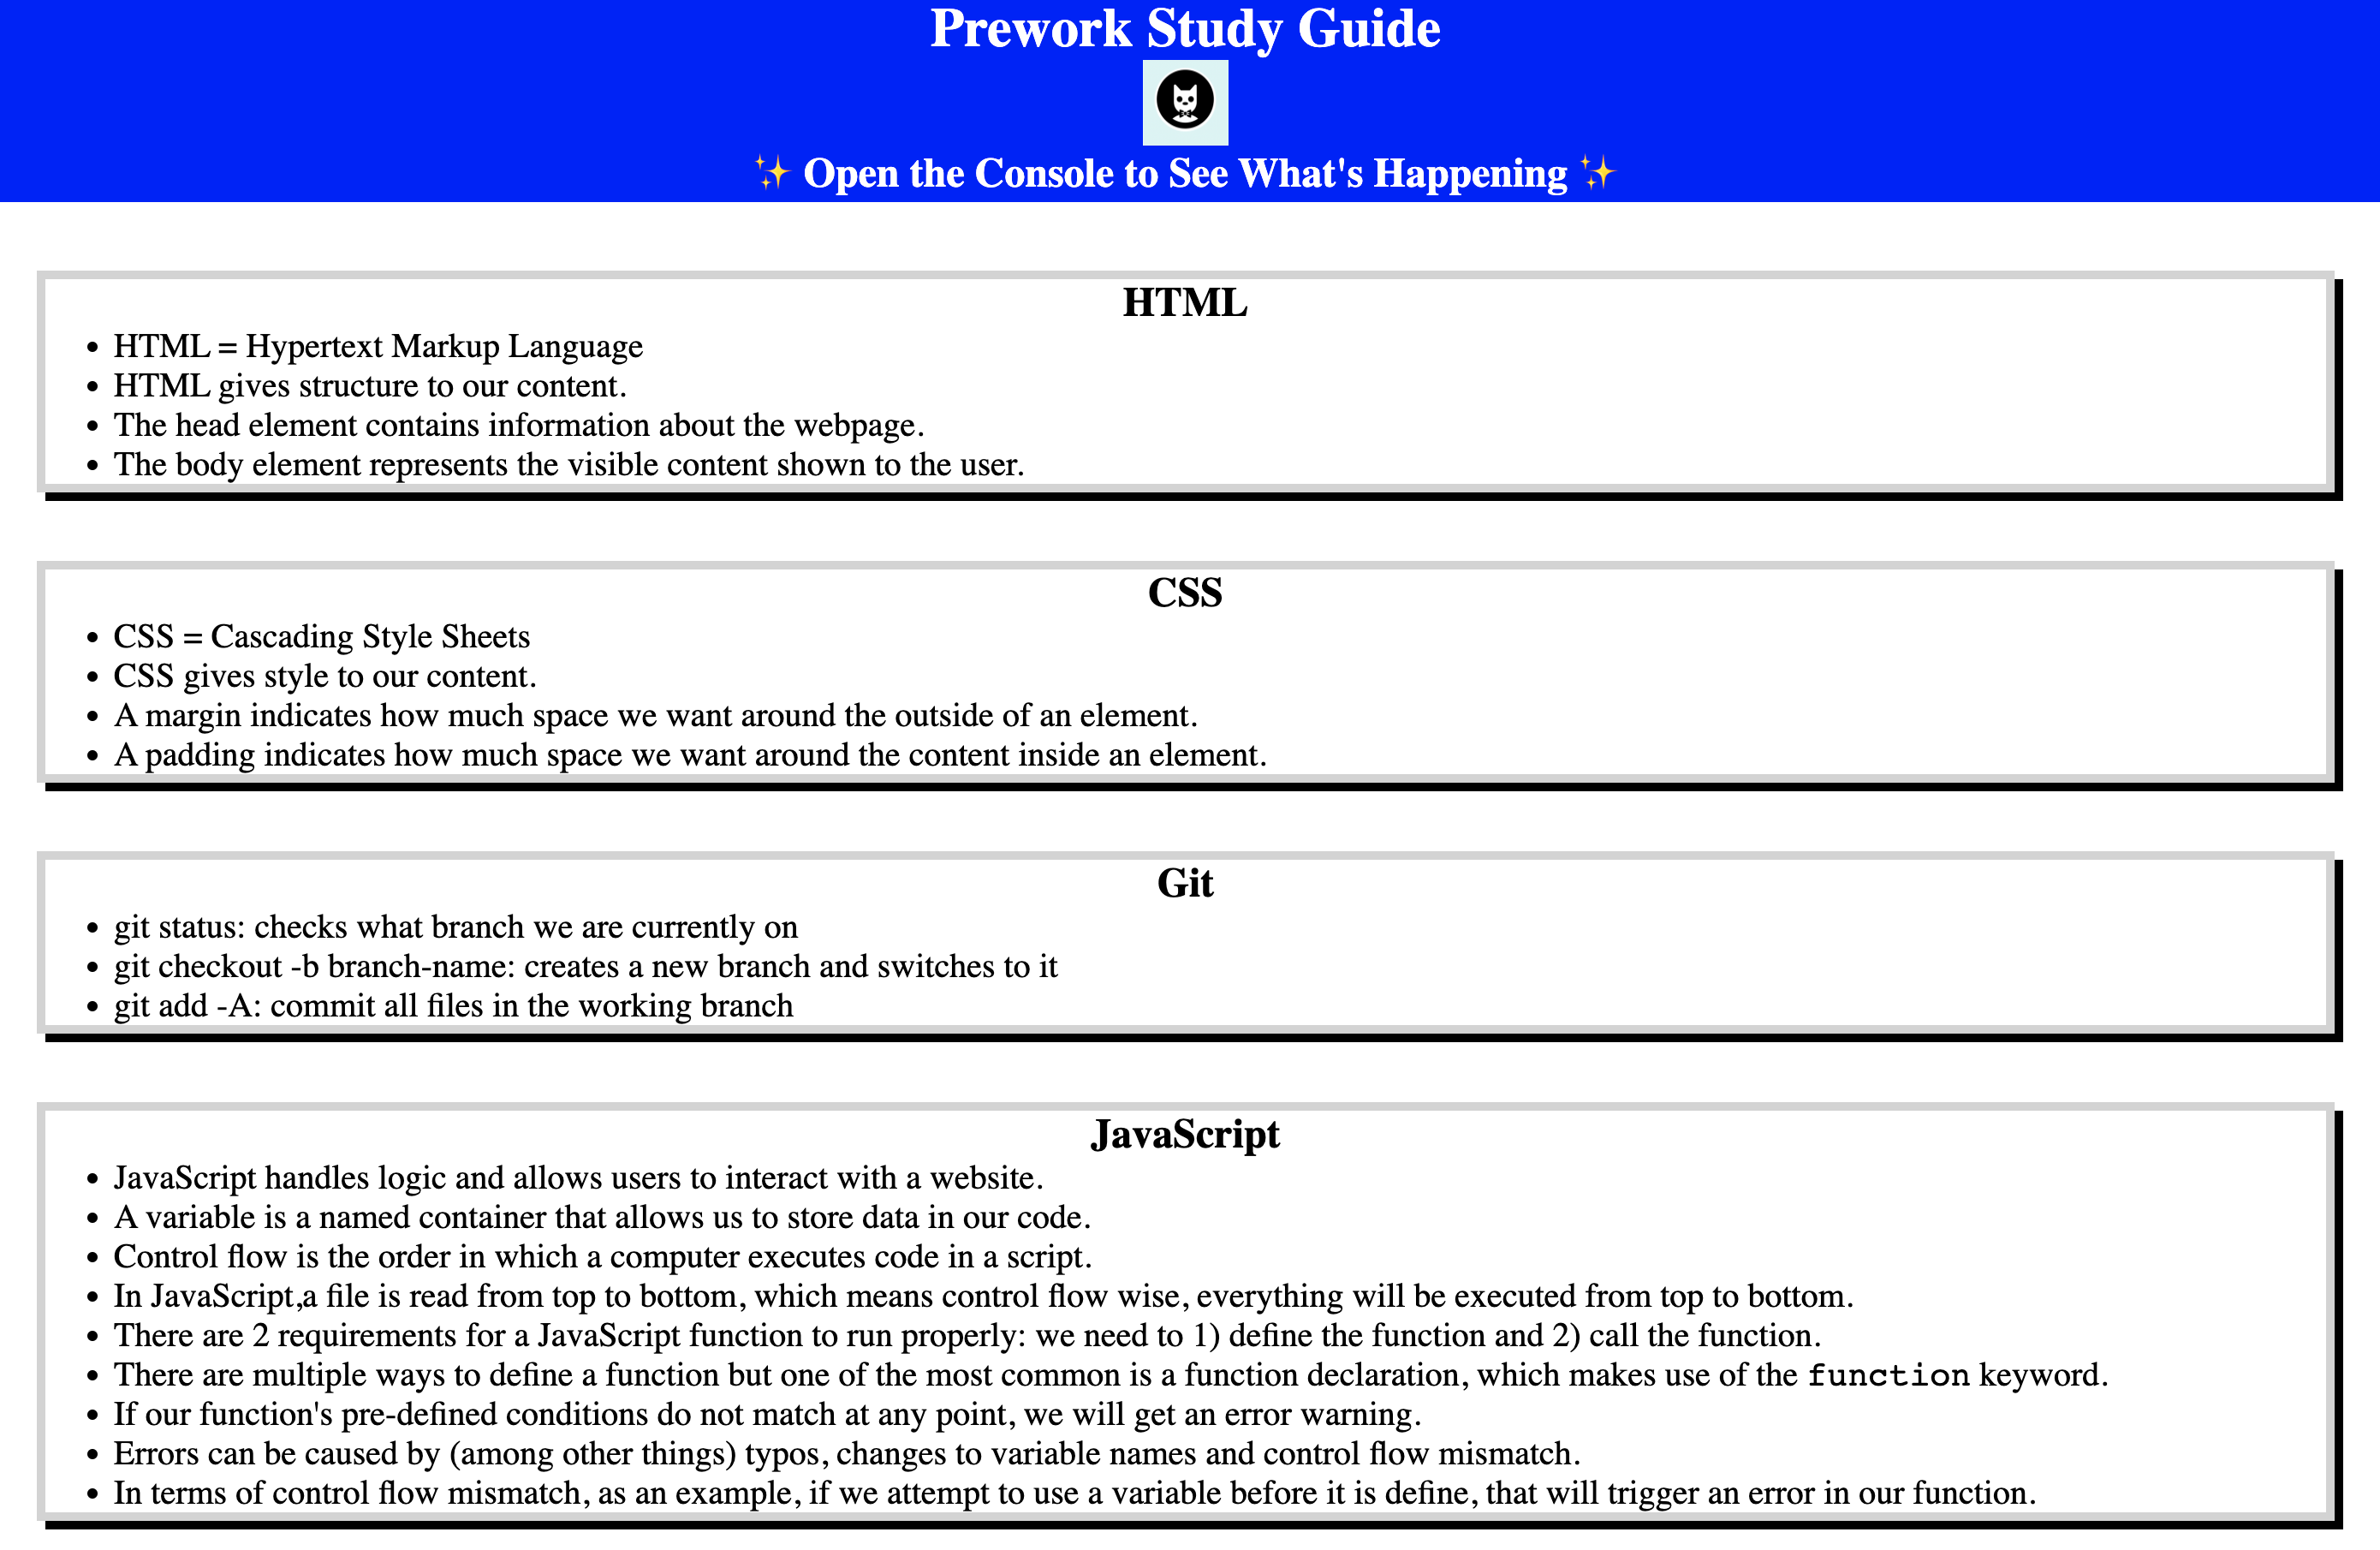 Prework Study Guide
✨ Open the Console to See What's Happening ✨
HTML
• HTML = Hypertext Markup Language
• HTML gives structure to our content.
• The head element contains information about the webpage.
• The body element represents the visible content shown to the user.
CSS
• CSS = Cascading Style Sheets
• CSS gives style to our content.
• A margin indicates how much space we want around the outside of an element.
• A padding indicates how much space we want around the content inside an element.
Git
• git status: checks what branch we are currently on
• git checkout -b branch-name: creates a new branch and switches to it
• git add -A: commit all files in the working branch
JavaScript
• JavaScript handles logic and allows users to interact with a website.
• A variable is a named container that allows us to store data in our code.
• Control flow is the order in which a computer executes code in a script.
• In JavaScript,a file is read from top to bottom, which means control flow wise, everything will be executed from top to bottom.
• There are 2 requirements for a JavaScript function to run properly: we need to 1) define the function and 2) call the function.
• There are multiple ways to define a function but one of the most common is a function declaration, which makes use of the function keyword.
• If our function's pre-defined conditions do not match at any point, we will get an error warning.
• Errors can be caused by (among other things) typos, changes to variable names and control flow mismatch.
• In terms of control flow mismatch, as an example, if we attempt to use a variable before it is define, that will trigger an error in our function.